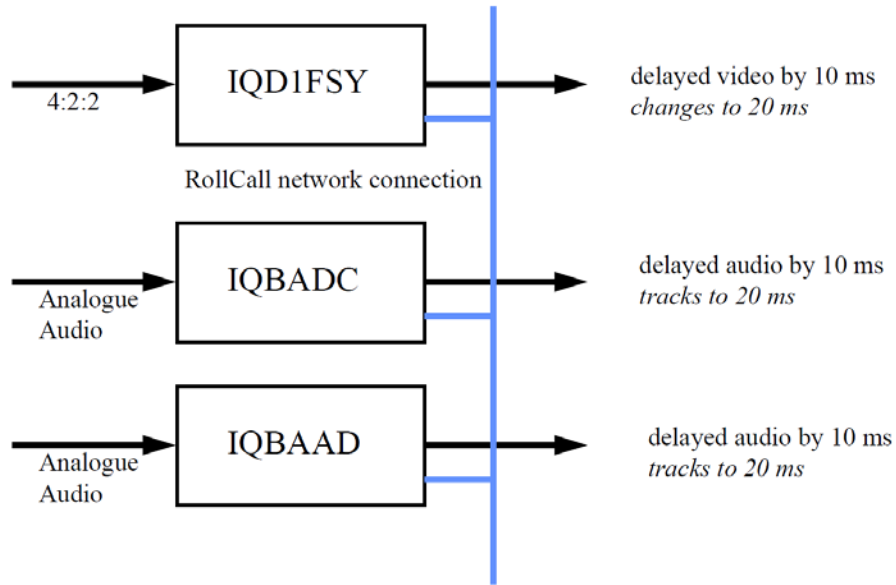 IQD1FSY
4:2:2
delayed video by 10 ms
changes to 20 ms
RollCall network connection
IQBADC
Analogue
Audio
delayed audio by 10 ms
tracks to 20 ms
IQBAAD
Analogue
Audio
delayed audio by 10 ms
tracks to 20 ms